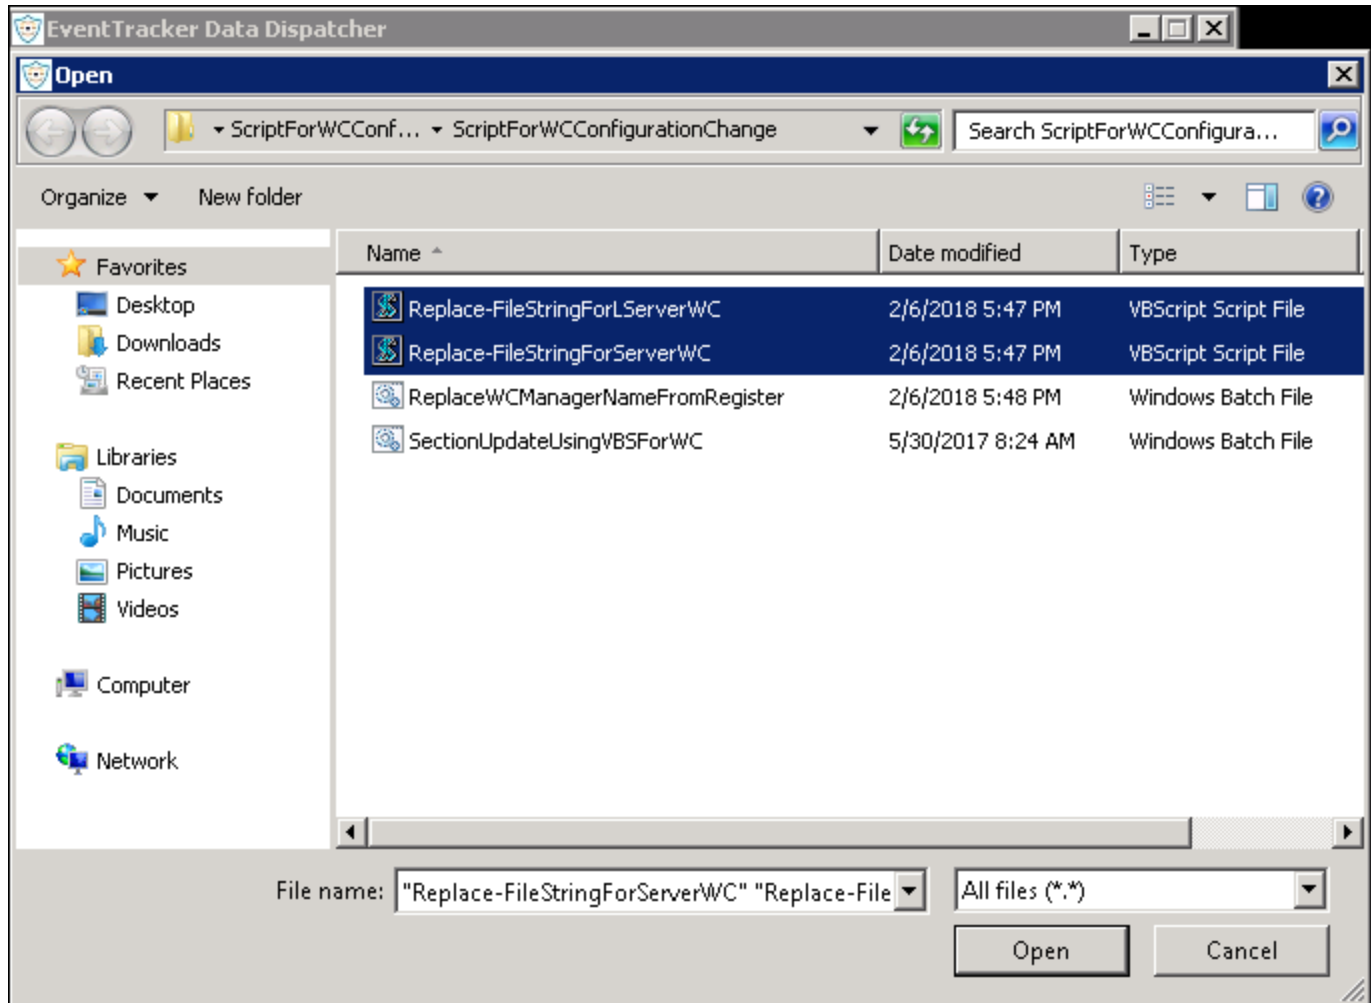 EventTracker Data Dispatcher
Open
ScriptForWCConf... ScriptForWCConfigurationChange Search ScriptForWCConfigura...
Organize New folder
Name Date modified Type
Favorites
Desktop
Downloads
Recent Places
Libraries
Documents
Music
Pictures
Videos
Computer
Network
Replace-FileStringForLServerWC 2/6/2018 5:47 PM VBScript Script File
Replace-FileStringForServerWC 2/6/2018 5:47 PM VBScript Script File
ReplaceWCManagerNameFromRegister 2/6/2018 5:48 PM Windows Batch File
SectionUpdateUsingVBSForWC 5/30/2017 8:24 AM Windows Batch File
File name: "Replace-FileStringForServerWC" "Replace-File All files (*.*)
Open Cancel